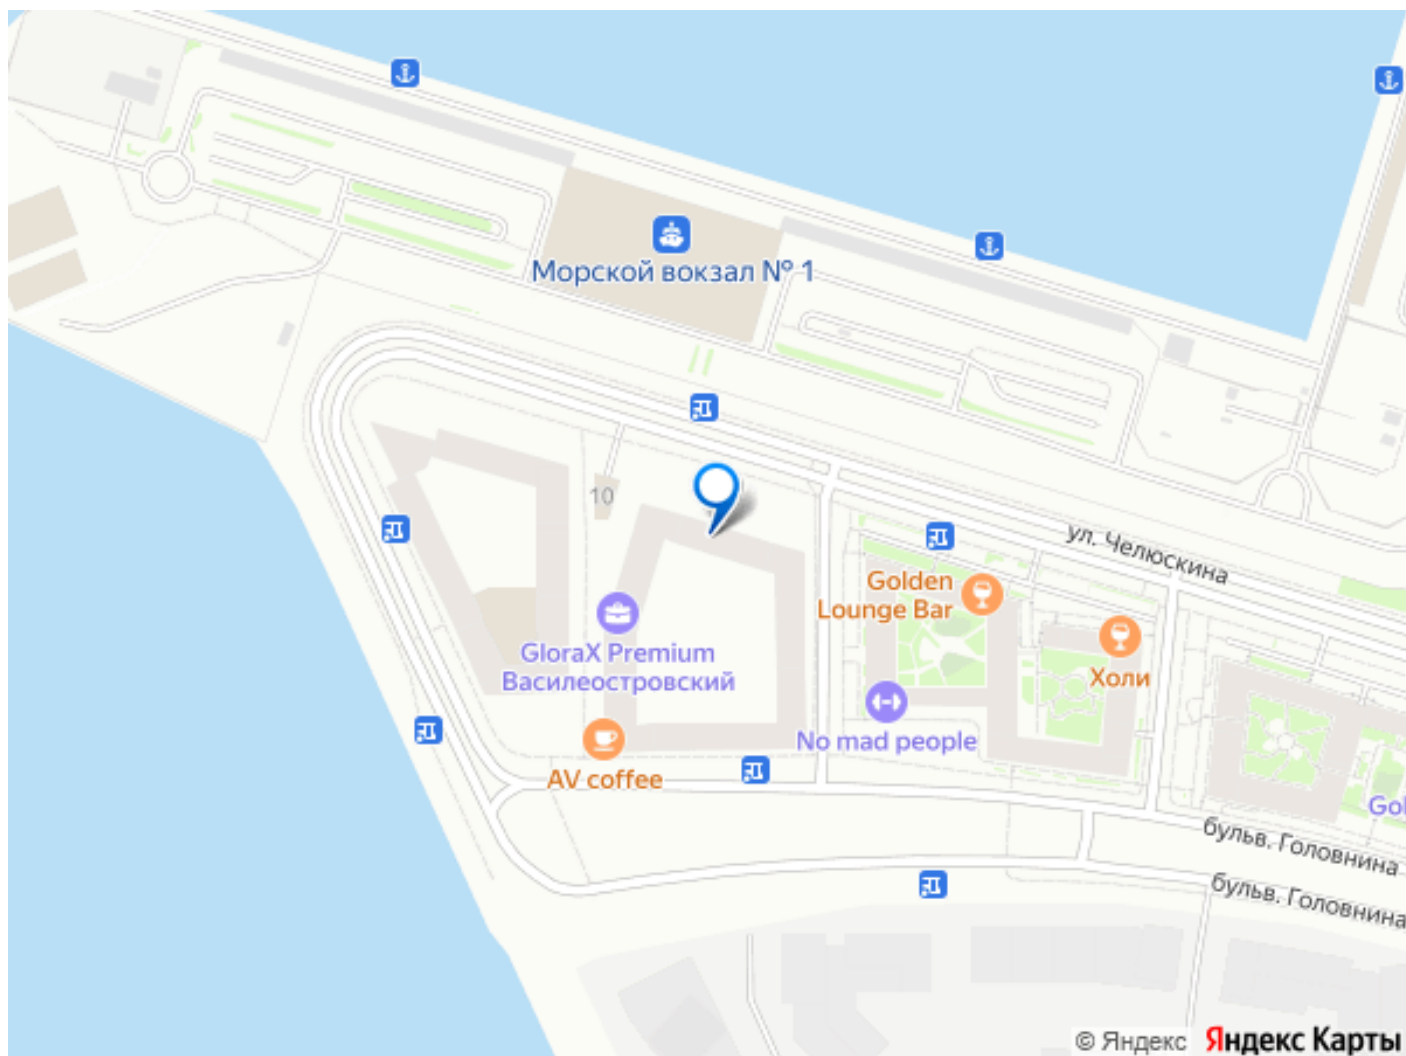 Морской вокзал № 1
10
ул. Челюскина
Golden
Lounge Bar
GloraX Premium
Василеостровский
Холи
No mad people
AV coffee
Gol
бульв. Головнина
бульв. Головнина
© Яндекс Яндекс Карты